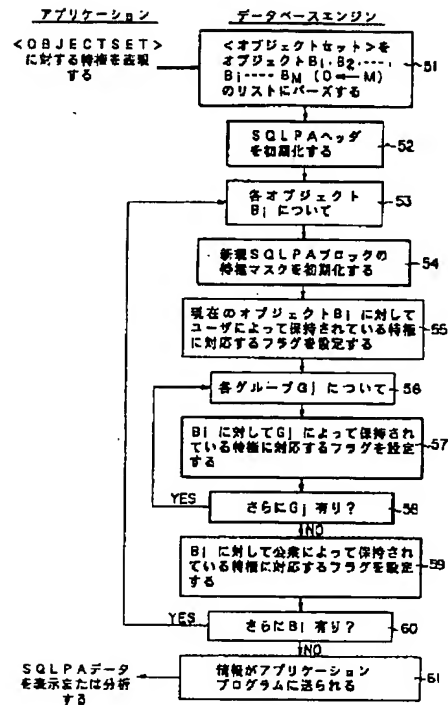 アプリケーション
データベースエンジン
<OBJECTSET>
に対する特権を表現
する
<オブジェクトセット>を
オブジェクトB1, B2, ----,
Bi---- BM (0 ← M)
のリストにパーズする
51
SQLPAヘッダ
を初期化する
52
各オブジェクト
Bi について
53
新規SQLPAブロックの
特権マスクを初期化する
54
現在のオブジェクトBiに対して
ユーザによって保持されている特権
に対応するフラグを設定する
55
各グループGj について
56
Bi に対してGj によって保持され
ている特権に対応するフラグを設定
する
57
さらにGj 有り?
58
YES
NO
Bi に対して公衆によって保持され
ている特権に対応するフラグを設定
する
59
さらにBi 有り?
60
YES
NO
情報がアプリケーション
プログラムに送られる
61
SQLPAデータ
を表示または分析
する